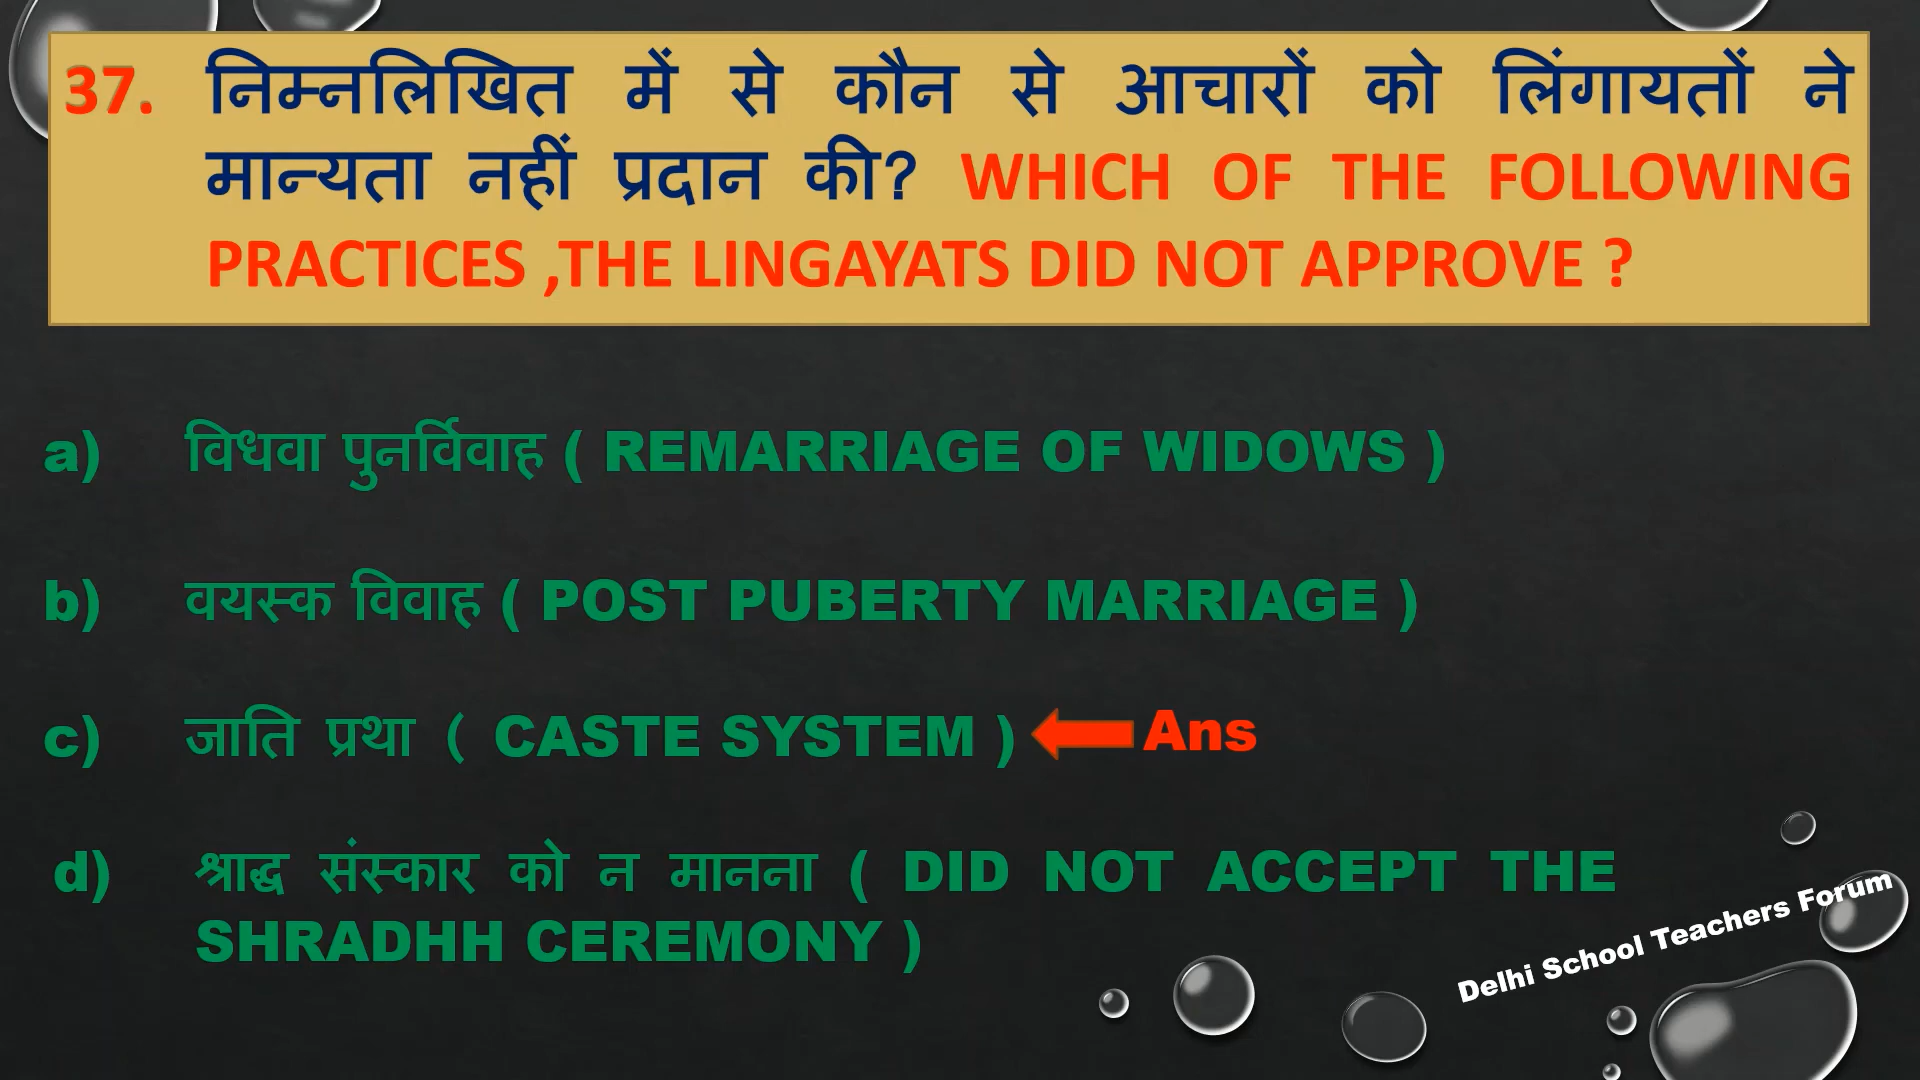 37. निम्नलिखित में से कौन से आचारों को लिंगायतों ने
मान्यता नहीं प्रदान की? WHICH OF THE FOLLOWING
PRACTICES ,THE LINGAYATS DID NOT APPROVE ?
a) विधवा पुनर्विवाह ( REMARRIAGE OF WIDOWS )
b) वयस्क विवाह ( POST PUBERTY MARRIAGE )
c) जाति प्रथा ( CASTE SYSTEM ) Ans
d) श्राद्ध संस्कार को न मानना ( DID NOT ACCEPT THE
SHRADHH CEREMONY )
Delhi School Teachers Forum